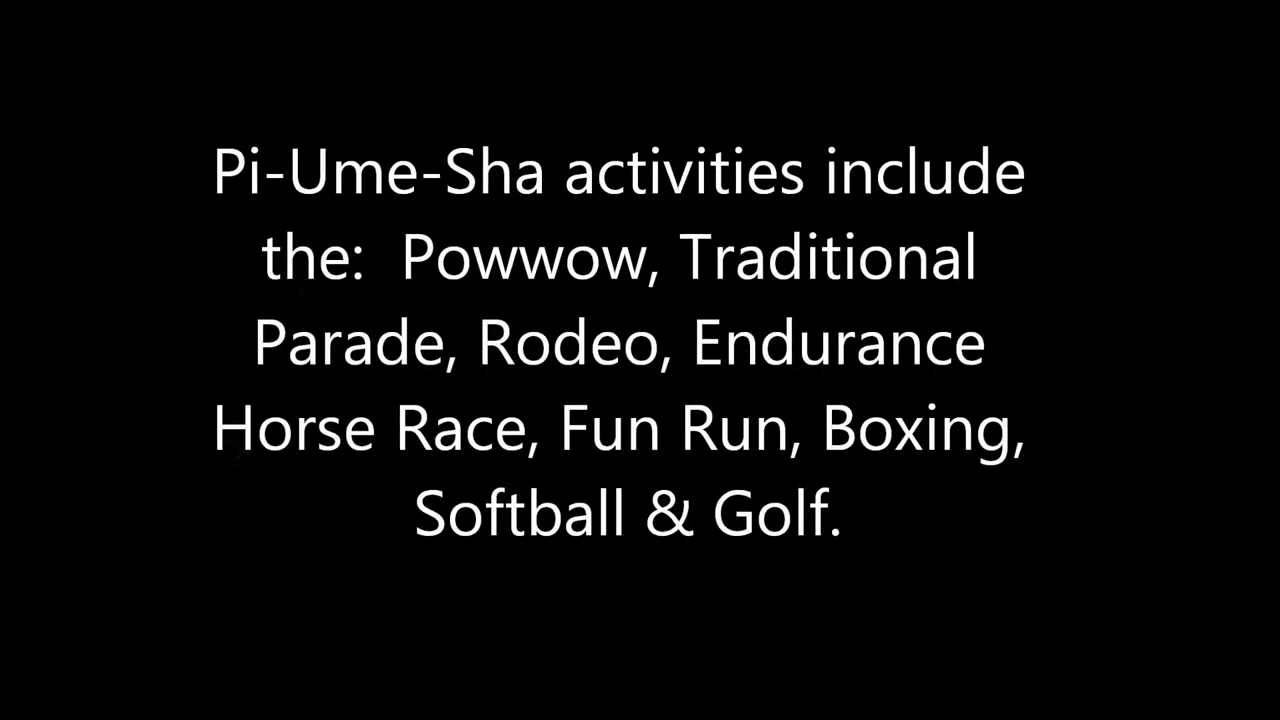 Pi-Ume-Sha activities include
the:  Powwow, Traditional
Parade, Rodeo, Endurance
Horse Race, Fun Run, Boxing,
Softball & Golf.